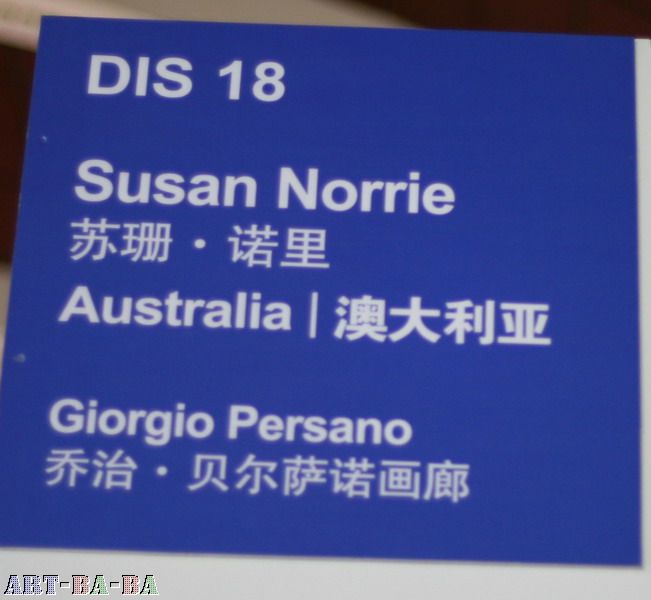 DIS 18
Susan Norrie
苏珊·诺里
Australia | 澳大利亚
Giorgio Persano
乔治·贝尔萨诺画廊
ART-BA-BA